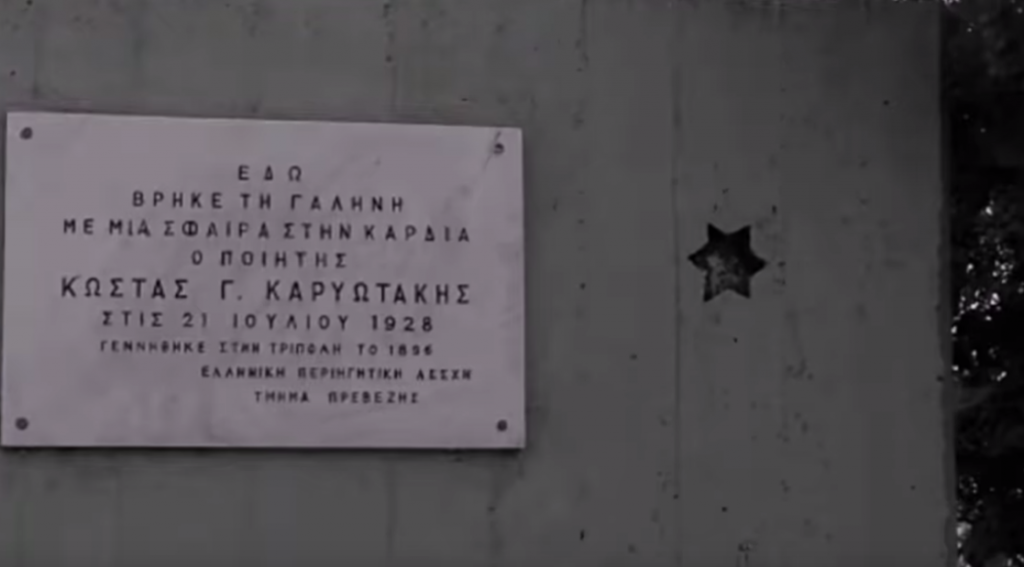 ΕΔΩ
ΒΡΗΚΕ ΤΗ ΓΑΛΗΝΗ
ΜΕ ΜΙΑ ΣΦΑΙΡΑ ΣΤΗΝ ΚΑΡΔΙΑ
Ο ΠΟΙΗΤΗΣ
ΚΩΣΤΑΣ Γ. ΚΑΡΥΩΤΑΚΗΣ
ΣΤΙΣ 21 ΙΟΥΛΙΟΥ 1928
ΓΕΝΝΗΘΗΚΕ ΣΤΗΝ ΤΡΙΠΟΛΗ ΤΟ 1896
ΕΛΛΗΝΙΚΗ ΠΕΡΙΗΓΗΤΙΚΗ ΛΕΣΧΗ
ΤΜΗΜΑ ΠΡΕΒΕΖΗΣ